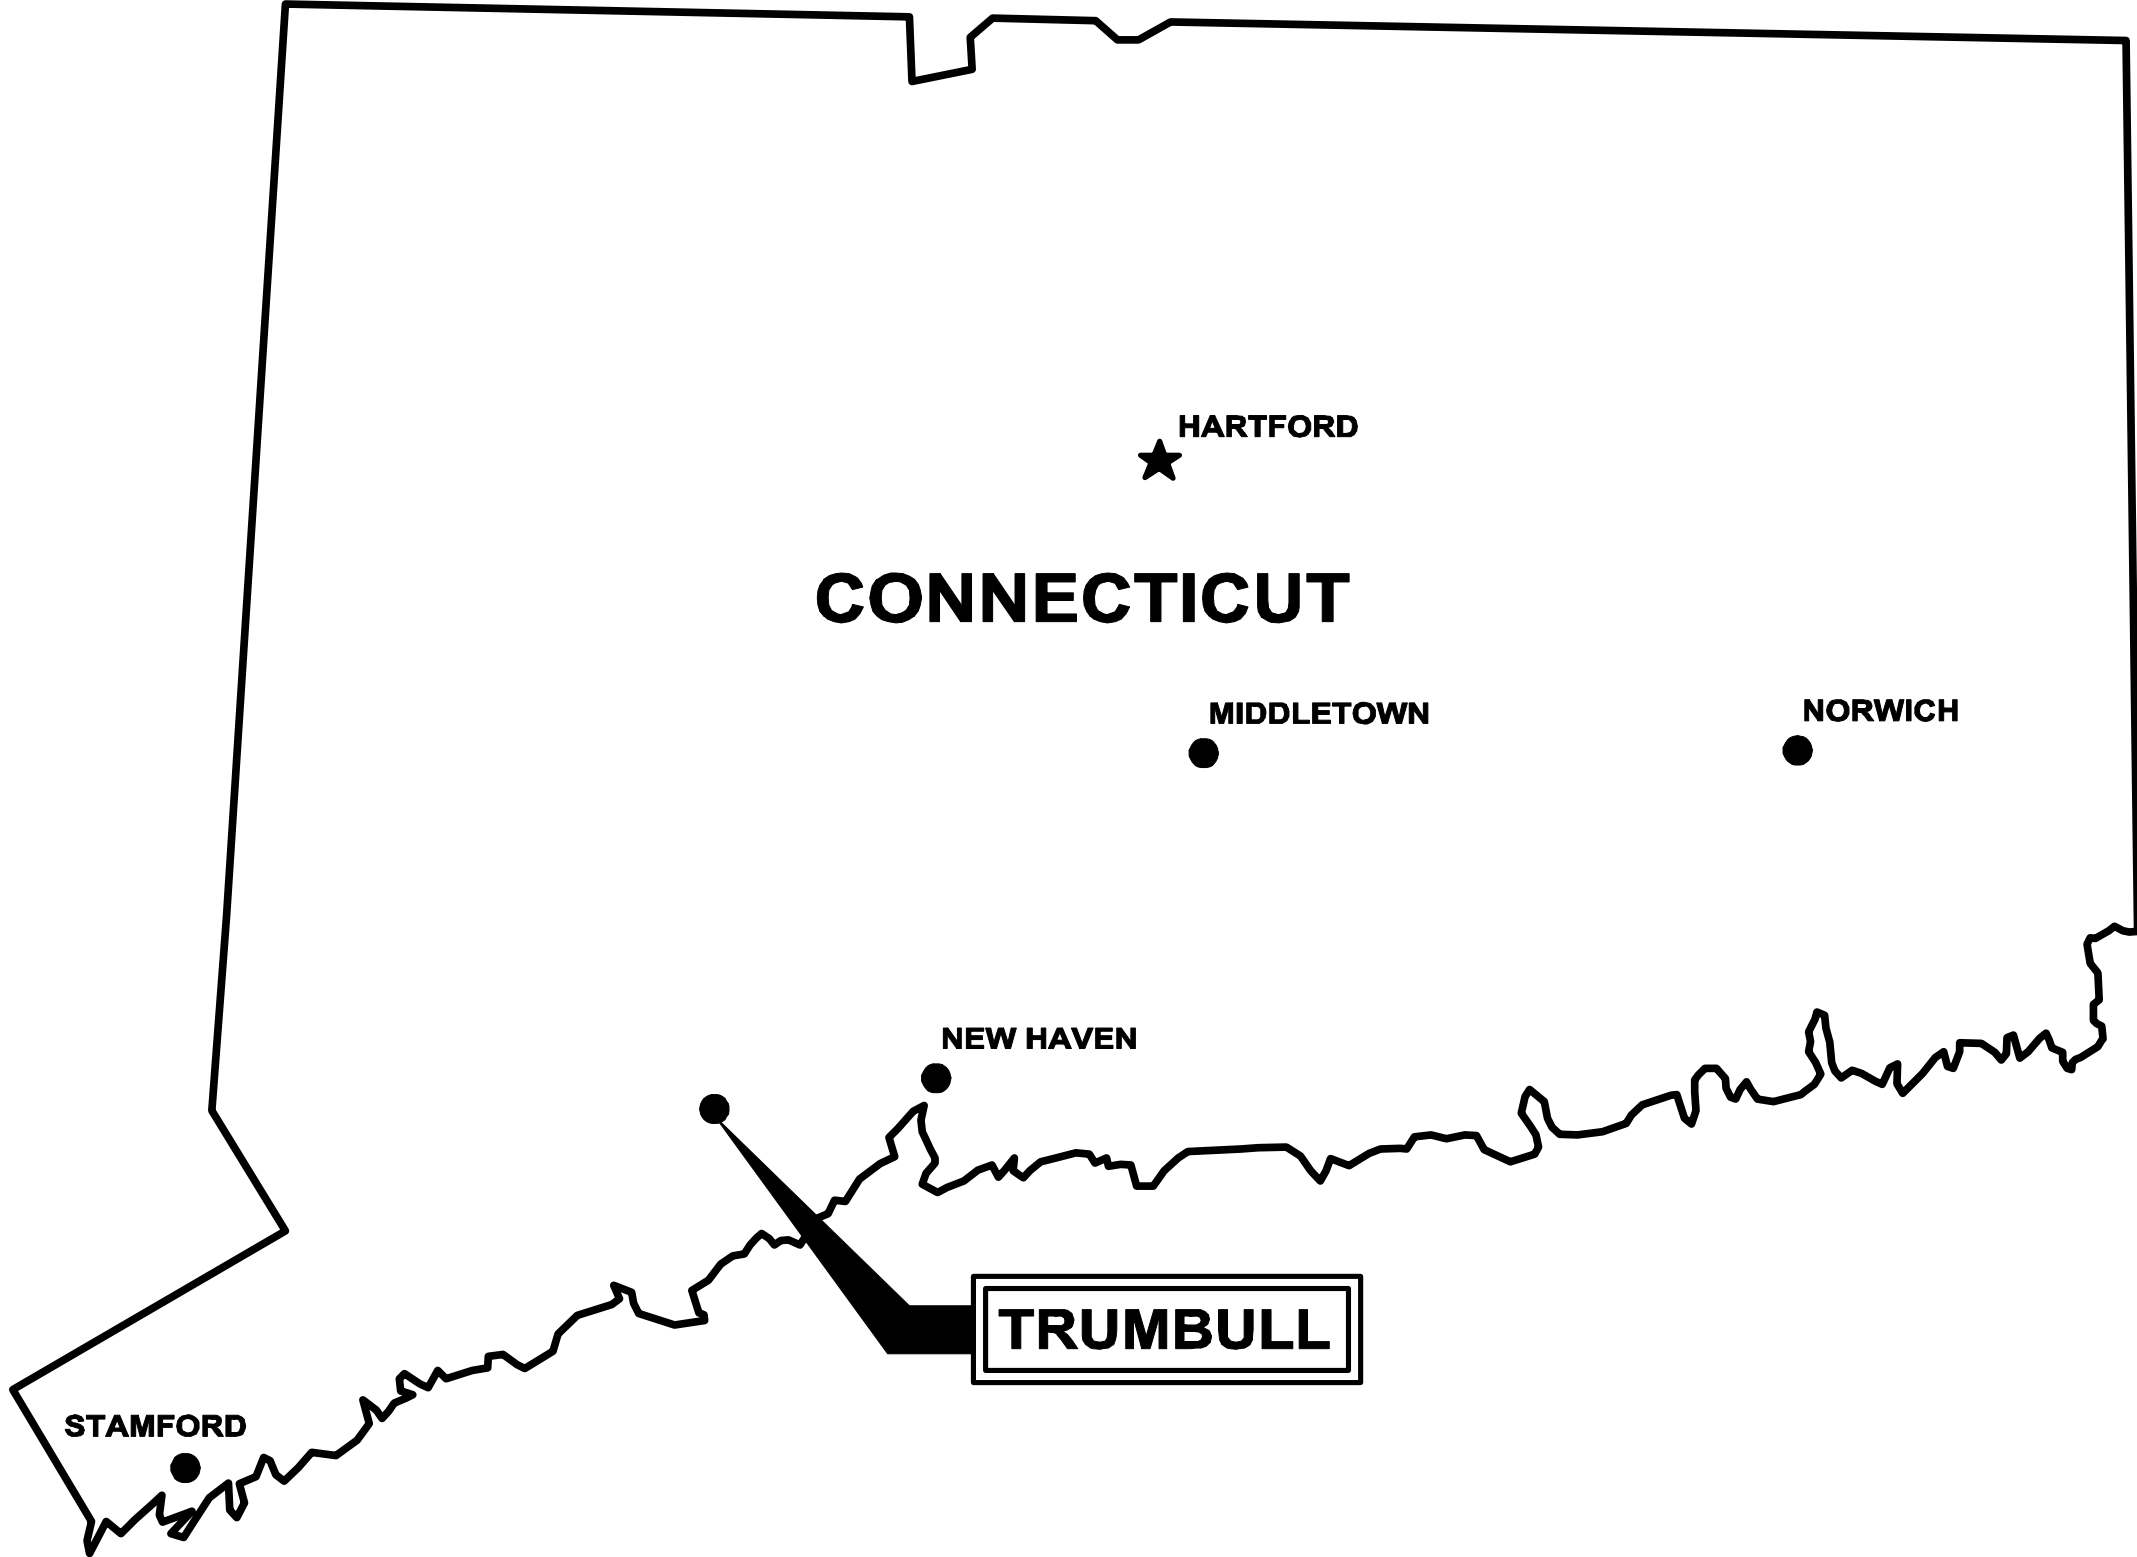 HARTFORD
CONNECTICUT
MIDDLETOWN
NORWICH
NEW HAVEN
TRUMBULL
STAMFORD